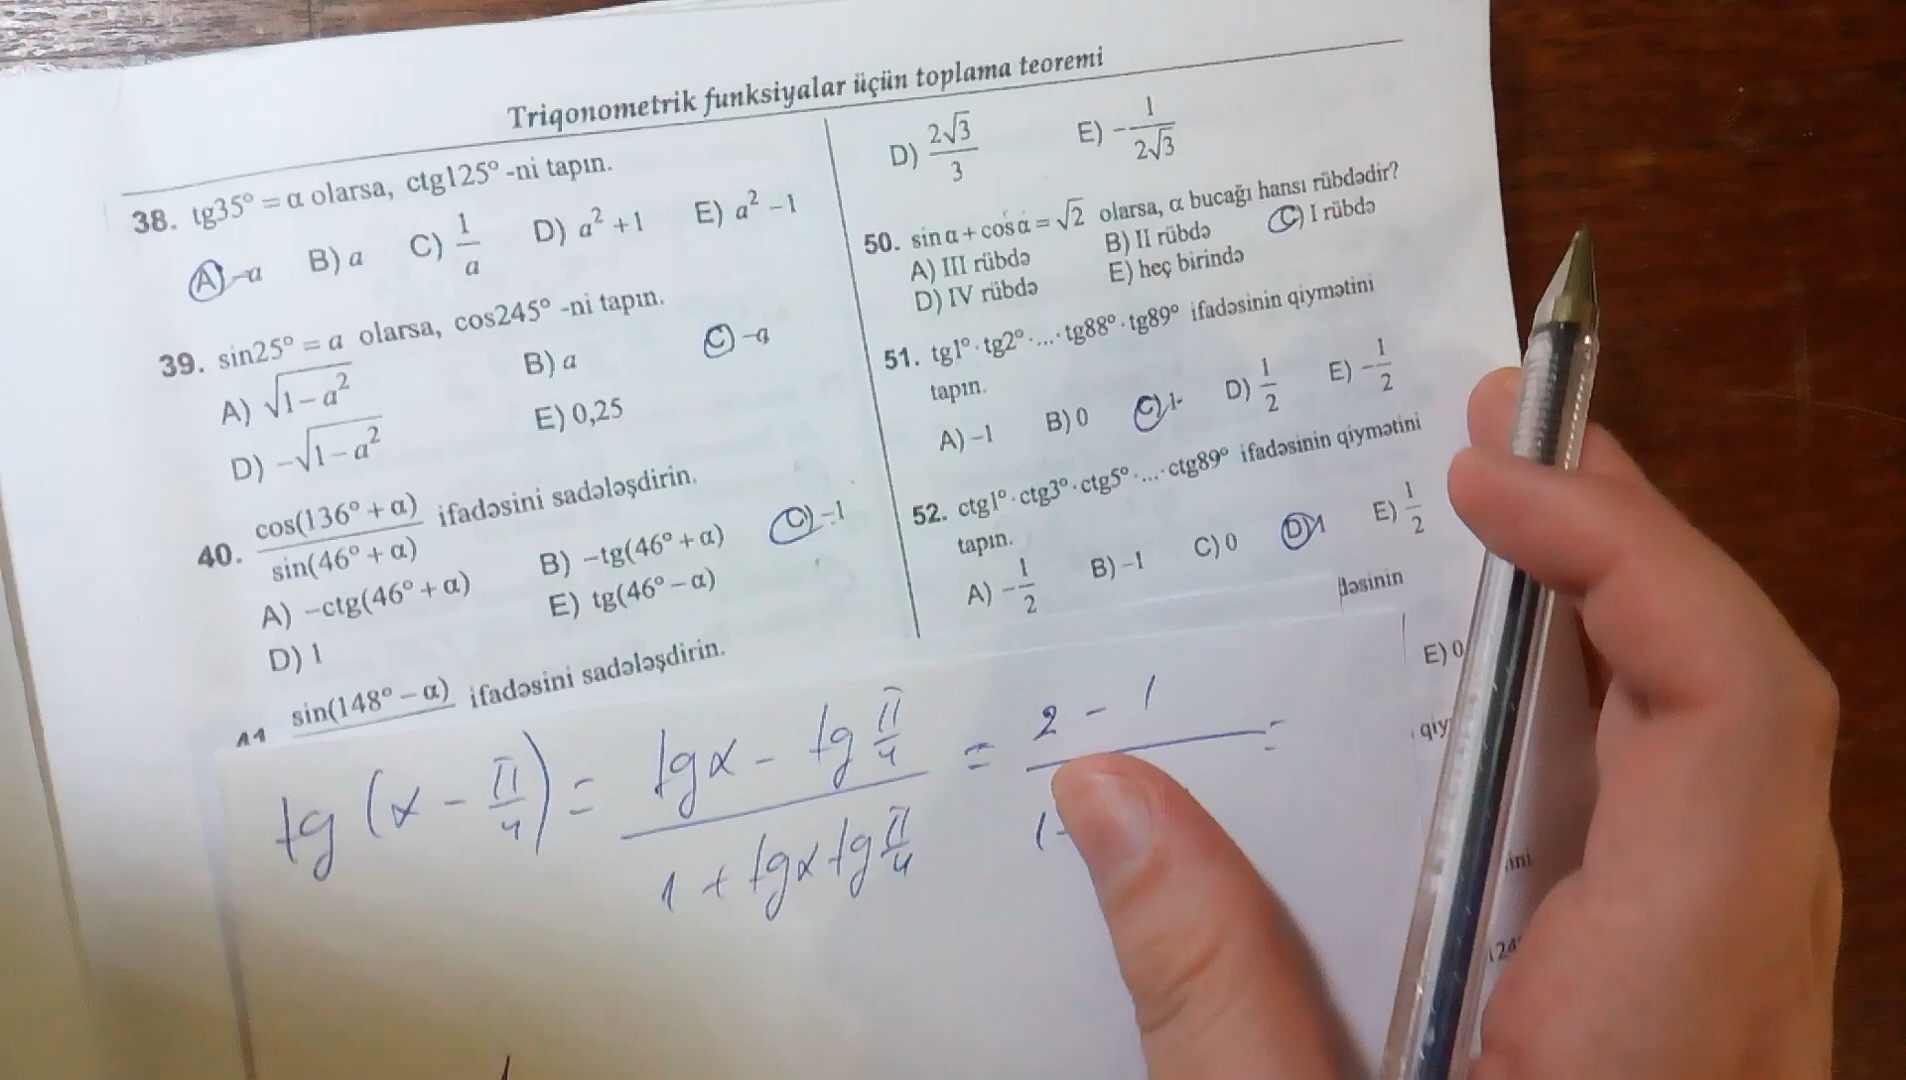 Triqonometrik funksiyalar üçün toplama teoremi
38. tg35° = α olarsa, ctg125° -ni tapın.
A) -a B) a C) 1/a D) a² +1 E) a² -1
39. sin25° = a olarsa, cos245° -ni tapın.
A) √(1-a²) B) a C) -a
D) -√(1-a²) E) 0,25
40. cos(136° + α) / sin(46° + α) ifadəsini sadələşdirin.
A) -ctg(46° + α) B) -tg(46° + α) C) -1
D) 1 E) tg(46° - α)
41 sin(148° - α) ifadəsini sadələşdirin.
D) 2√3/3 E) -1/(2√3)
50. sinα + cosα = √2 olarsa, α bucağı hansı rübdədir?
A) III rübdə B) II rübdə C) I rübdə
D) IV rübdə E) heç birində
51. tg1° · tg2° · ... · tg88° · tg89° ifadəsinin qiymətini
tapın.
A) -1 B) 0 C) 1 D) 1/2 E) -1/2
52. ctg1° · ctg3° · ctg5° · ... · ctg89° ifadəsinin qiymətini
tapın.
A) -1/2 B) -1 C) 0 D) 1 E) 1/2
dəsinin
E) 0
qiy
tg (α - π/4) = (tgα - tg π/4) / (1 + tgα tg π/4) = 2 - 1 =